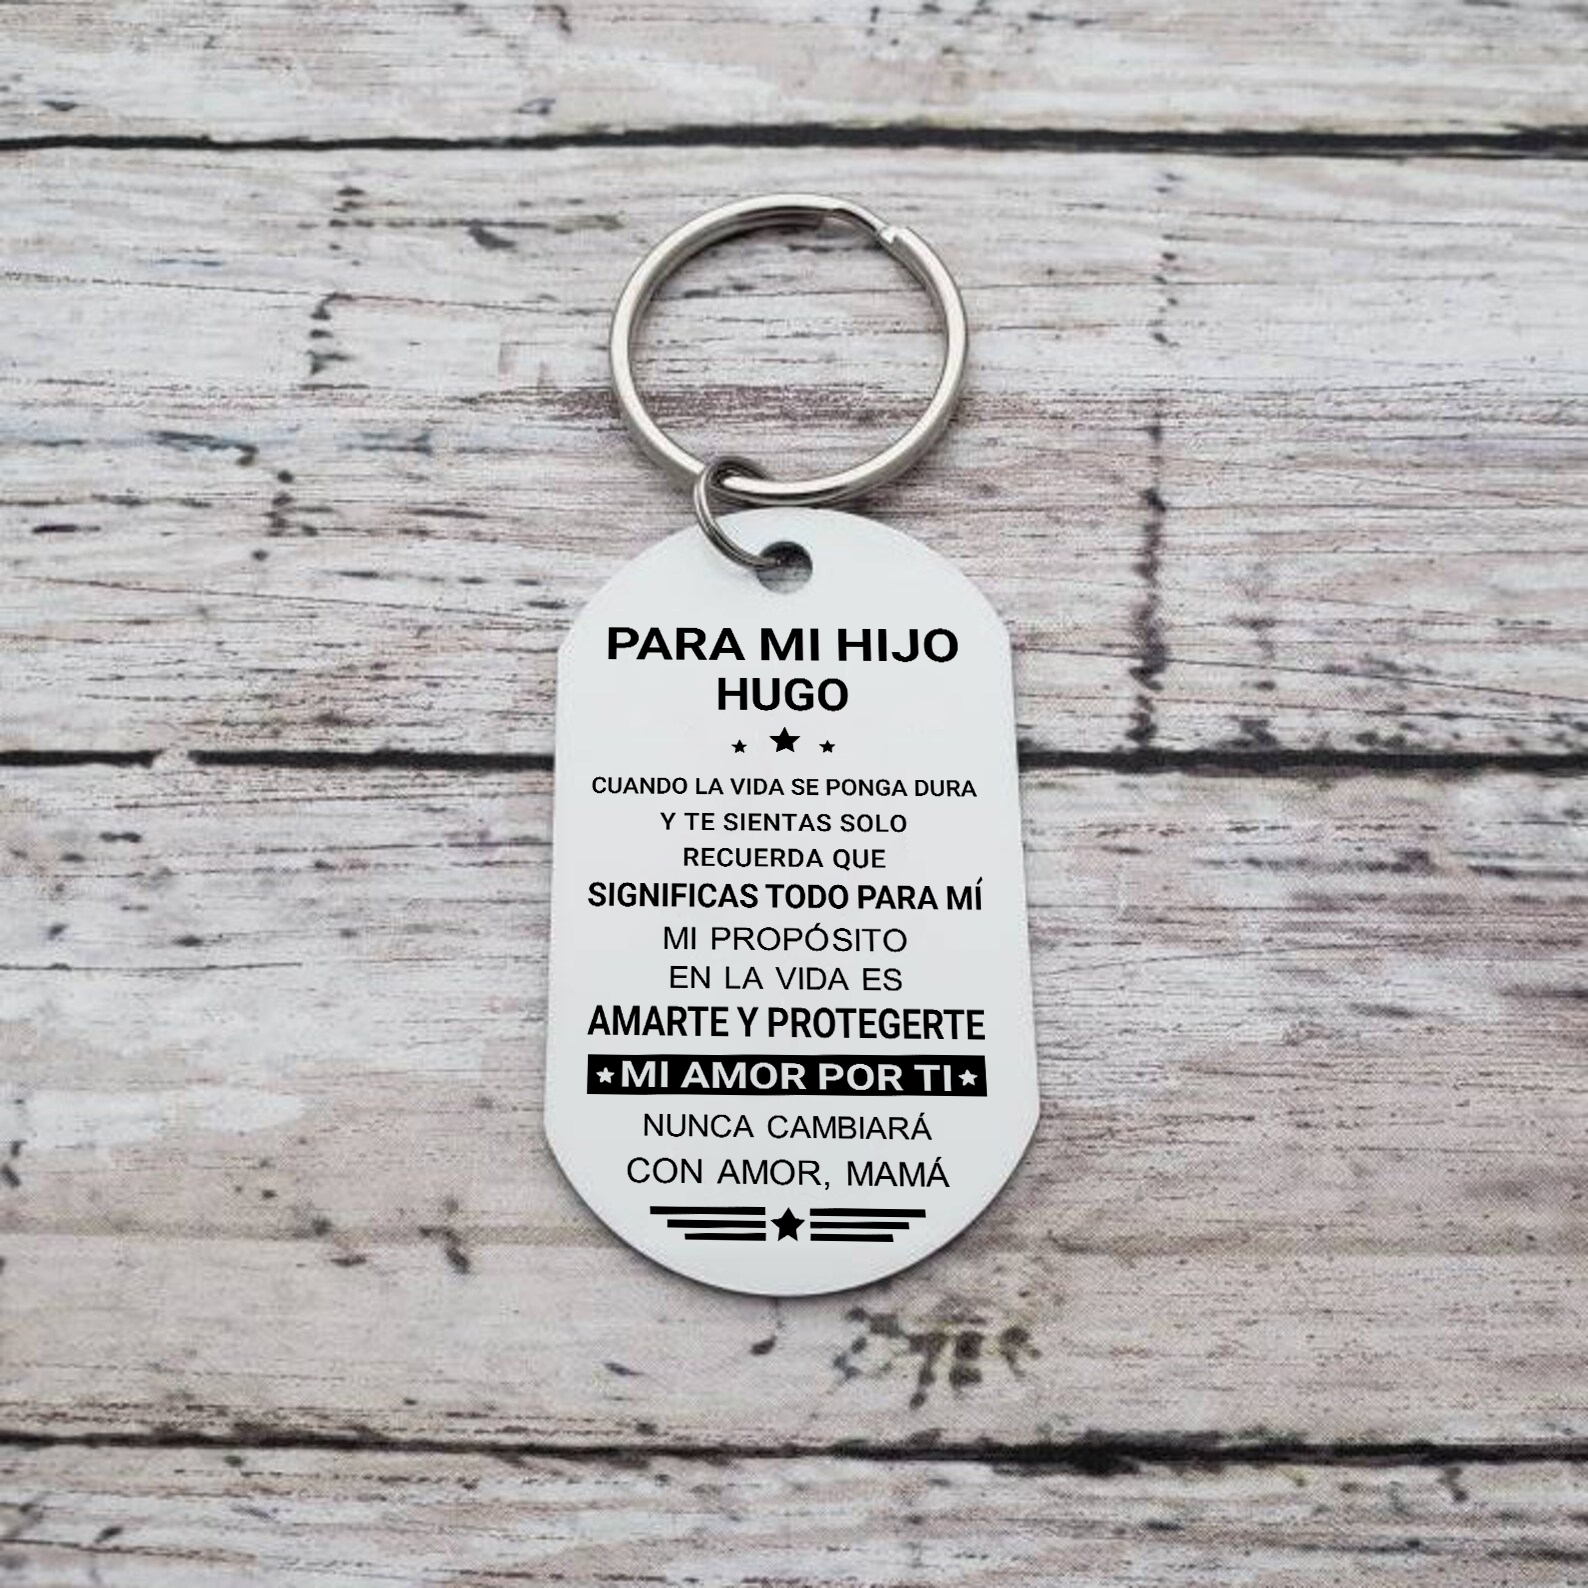 PARA MI HIJO
HUGO
CUANDO LA VIDA SE PONGA DURA
Y TE SIENTAS SOLO
RECUERDA QUE
SIGNIFICAS TODO PARA MÍ
MI PROPÓSITO
EN LA VIDA ES
AMARTE Y PROTEGERTE
MI AMOR POR TI
NUNCA CAMBIARÁ
CON AMOR, MAMÁ